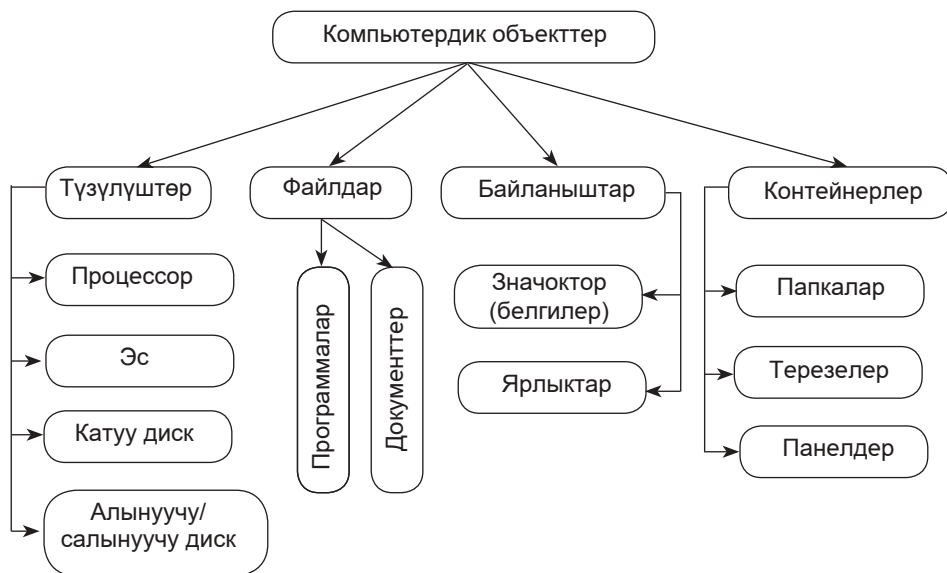 Компьютердик объекттер
Түзүлүштөр
Файлдар
Байланыштар
Контейнерлер
Процессор
Эс
Катуу диск
Алынуучу/
салынуучу диск
Программалар
Документтер
Значоктор
(белгилер)
Ярлыктар
Папкалар
Терезелер
Панелдер